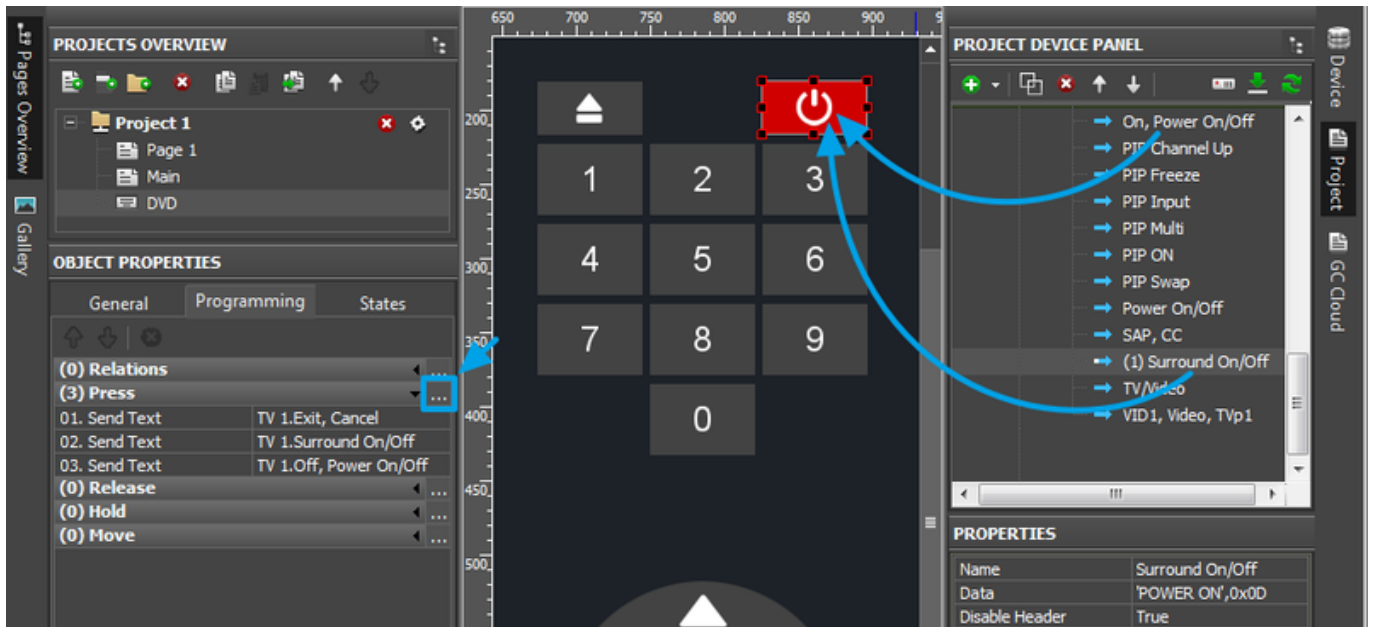 Pages Overview
Gallery
PROJECTS OVERVIEW
Project 1
Page 1
Main
DVD
OBJECT PROPERTIES
General Programming States
(0) Relations ...
(3) Press ...
01. Send Text TV 1.Exit, Cancel
02. Send Text TV 1.Surround On/Off
03. Send Text TV 1.Off, Power On/Off
(0) Release ...
(0) Hold ...
(0) Move ...
650 700 750 800 850 900 9
200
250
300
350
400
450
500
1 2 3
4 5 6
7 8 9
0
PROJECT DEVICE PANEL
On, Power On/Off
PIP Channel Up
PIP Freeze
PIP Input
PIP Multi
PIP ON
PIP Swap
Power On/Off
SAP, CC
(1) Surround On/Off
TV/Video
VID1, Video, TVp1
PROPERTIES
Name Surround On/Off
Data 'POWER ON',0x0D
Disable Header True
Device
Project
GC Cloud